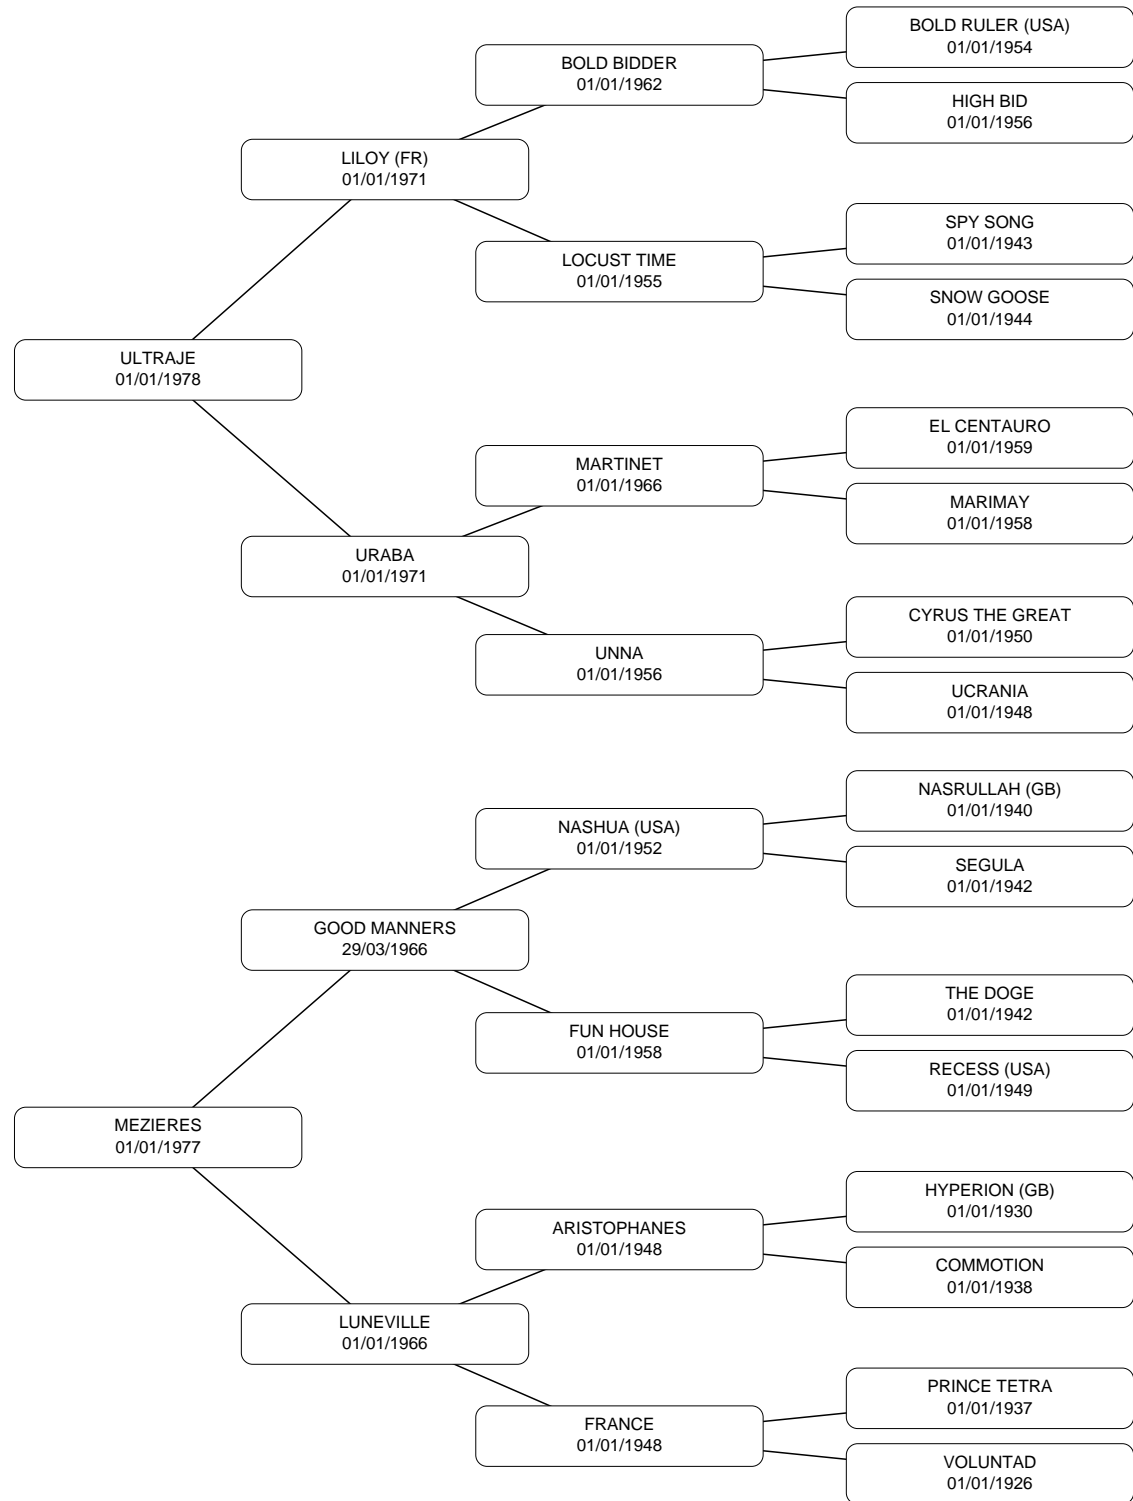 BOLD RULER (USA)
01/01/1954
BOLD BIDDER
01/01/1962
HIGH BID
01/01/1956
LILOY (FR)
01/01/1971
SPY SONG
01/01/1943
LOCUST TIME
01/01/1955
SNOW GOOSE
01/01/1944
ULTRAJE
01/01/1978
EL CENTAURO
01/01/1959
MARTINET
01/01/1966
MARIMAY
01/01/1958
URABA
01/01/1971
CYRUS THE GREAT
01/01/1950
UNNA
01/01/1956
UCRANIA
01/01/1948
NASRULLAH (GB)
01/01/1940
NASHUA (USA)
01/01/1952
SEGULA
01/01/1942
GOOD MANNERS
29/03/1966
THE DOGE
01/01/1942
FUN HOUSE
01/01/1958
RECESS (USA)
01/01/1949
MEZIERES
01/01/1977
HYPERION (GB)
01/01/1930
ARISTOPHANES
01/01/1948
COMMOTION
01/01/1938
LUNEVILLE
01/01/1966
PRINCE TETRA
01/01/1937
FRANCE
01/01/1948
VOLUNTAD
01/01/1926